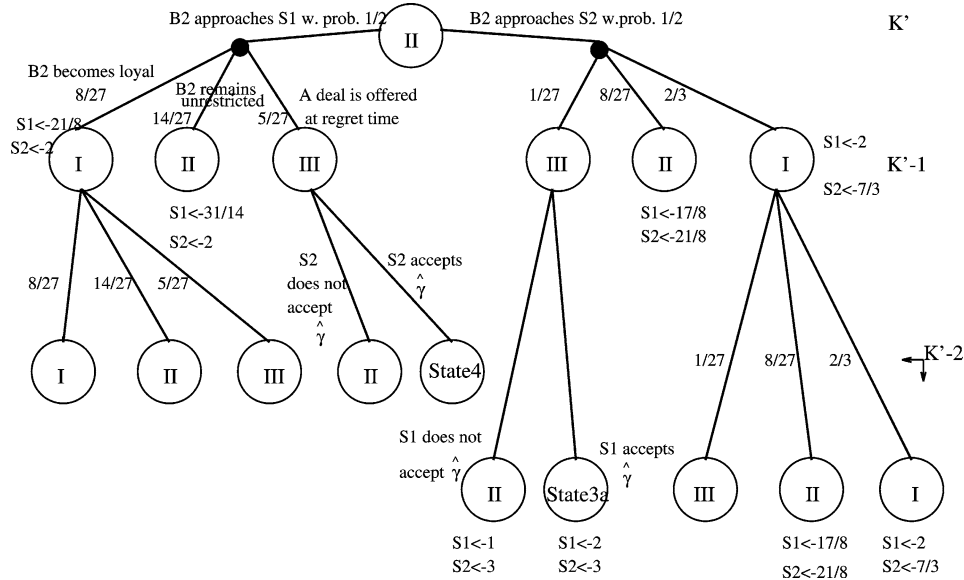 B2 approaches S1 w. prob. 1/2
B2 approaches S2 w.prob. 1/2
K’
II
B2 becomes loyal
8/27
B2 remains
unrestricted
14/27
A deal is offered
at regret time
5/27
1/27
8/27
2/3
S1<-21/8
S2<-2
I
II
III
III
II
I
S1<-2
S2<-7/3
K’-1
S1<-31/14
S2<-2
S1<-17/8
S2<-21/8
8/27
14/27
5/27
S2
does not
accept
^
γ
S2 accepts
^
γ
I
II
III
II
State4
1/27
8/27
2/3
K’-2
S1 does not
accept
^
γ
S1 accepts
^
γ
II
State3a
III
II
I
S1<-1
S2<-3
S1<-2
S2<-3
S1<-17/8
S2<-21/8
S1<-2
S2<-7/3